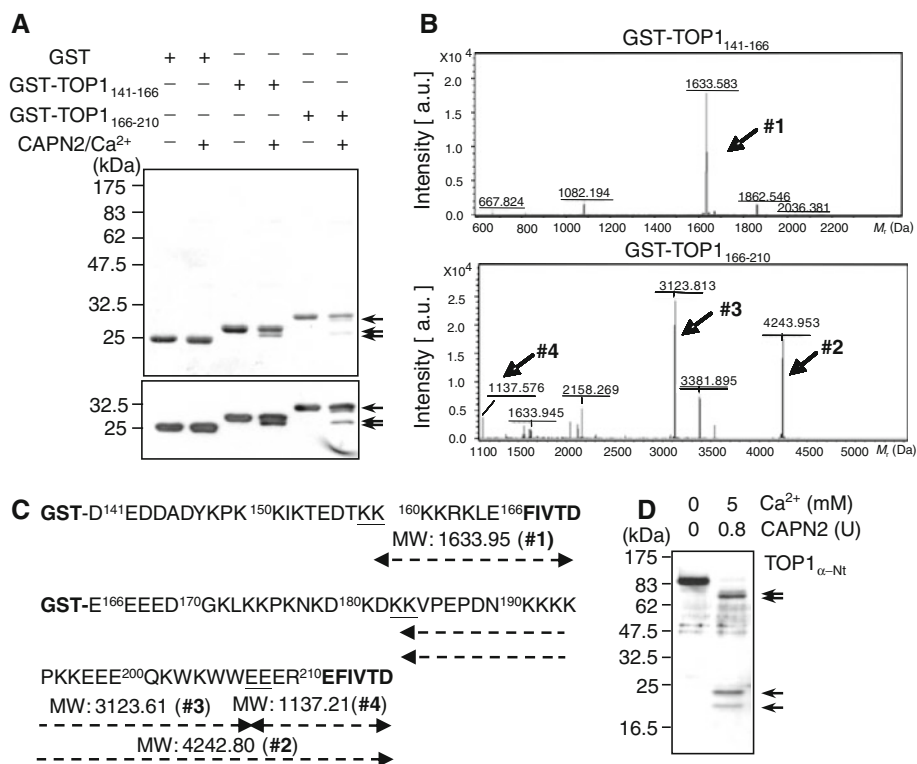 A
GST + + – – – –
GST-TOP1141-166 – – + + – –
GST-TOP1166-210 – – – – + +
CAPN2/Ca2+ – + – + – +
(kDa)
175
83
62
47.5
32.5
25
32.5
25
B
GST-TOP1141-166
X10⁴
Intensity [ a.u. ]
2.0
1.5
1.0
0.5
0.0
1633.583
#1
667.824
1082.194
1862.546
2036.381
600 800 1000 1200 1400 1600 1800 2000 2200 Mr (Da)
GST-TOP1166-210
X10⁴
Intensity [ a.u. ]
2.5
2.0
1.5
1.0
0.5
0.0
3123.813
#3
4243.953
#2
#4
1137.576
1633.945
2158.269
3381.895
1100 1500 2000 2500 3000 3500 4000 4500 5000 Mr (Da)
C
GST-D¹⁴¹EDDADYKPK¹⁵⁰KIKTEDTKK ¹⁶⁰KKRKLE¹⁶⁶FIVTD
MW: 1633.95 (#1)
GST-E¹⁶⁶EEED¹⁷⁰GKLKKPKNKD¹⁸⁰KDKKVPEPDN¹⁹⁰KKKK
PKKEEE²⁰⁰QKWKWWEEER²¹⁰EFIVTD
MW: 3123.61 (#3) MW: 1137.21(#4)
MW: 4242.80 (#2)
D
0 5 Ca2+ (mM)
0 0.8 CAPN2 (U)
(kDa)
TOP1α–Nt
175
83
62
47.5
32.5
25
16.5